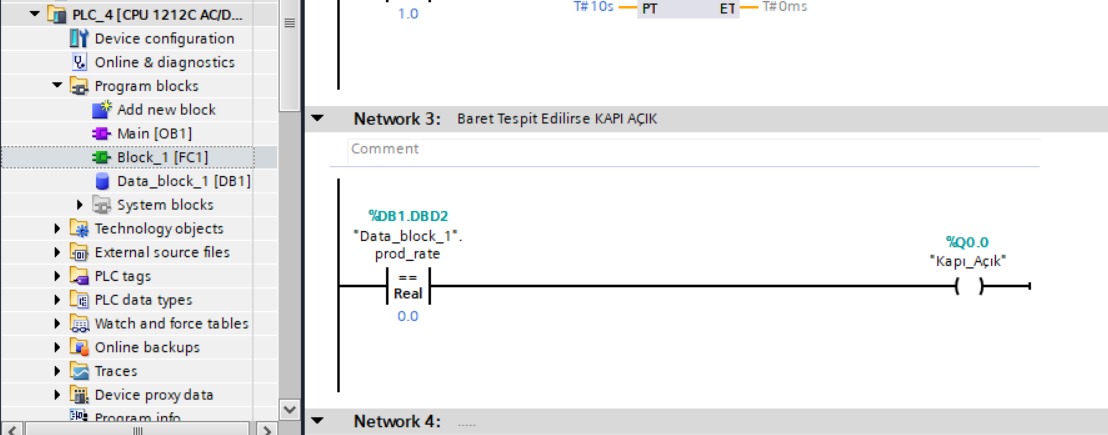 PLC_4 [CPU 1212C AC/D...
Device configuration
Online & diagnostics
Program blocks
Add new block
Main [OB1]
Block_1 [FC1]
Data_block_1 [DB1]
System blocks
Technology objects
External source files
PLC tags
PLC data types
Watch and force tables
Online backups
Traces
Device proxy data
Program info
1.0
T#10s PT ET T#0ms
Network 3: Baret Tespit Edilirse KAPI AÇIK
Comment
%DB1.DBD2
"Data_block_1".
prod_rate
==
Real
0.0
%Q0.0
"Kapı_Açık"
Network 4: .....